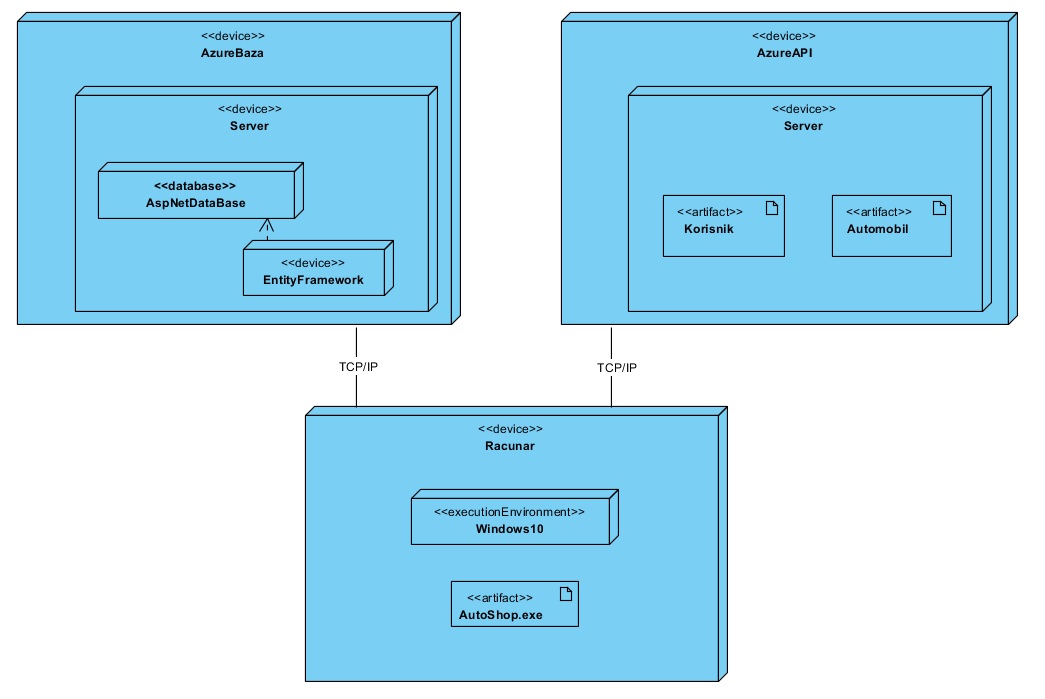 <<device>>
AzureBaza
<<device>>
Server
<<database>>
AspNetDataBase
<<device>>
EntityFramework
<<device>>
AzureAPI
<<device>>
Server
<<artifact>>
Korisnik
<<artifact>>
Automobil
TCP/IP
TCP/IP
<<device>>
Racunar
<<executionEnvironment>>
Windows10
<<artifact>>
AutoShop.exe